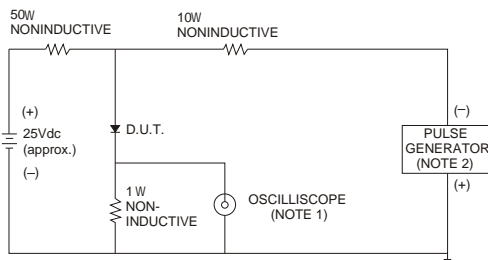 50W
NONINDUCTIVE
10W
NONINDUCTIVE
(+)
25Vdc
(approx.)
(–)
D.U.T.
1 W
NON-
INDUCTIVE
OSCILLISCOPE
(NOTE 1)
(–)
PULSE
GENERATOR
(NOTE 2)
(+)